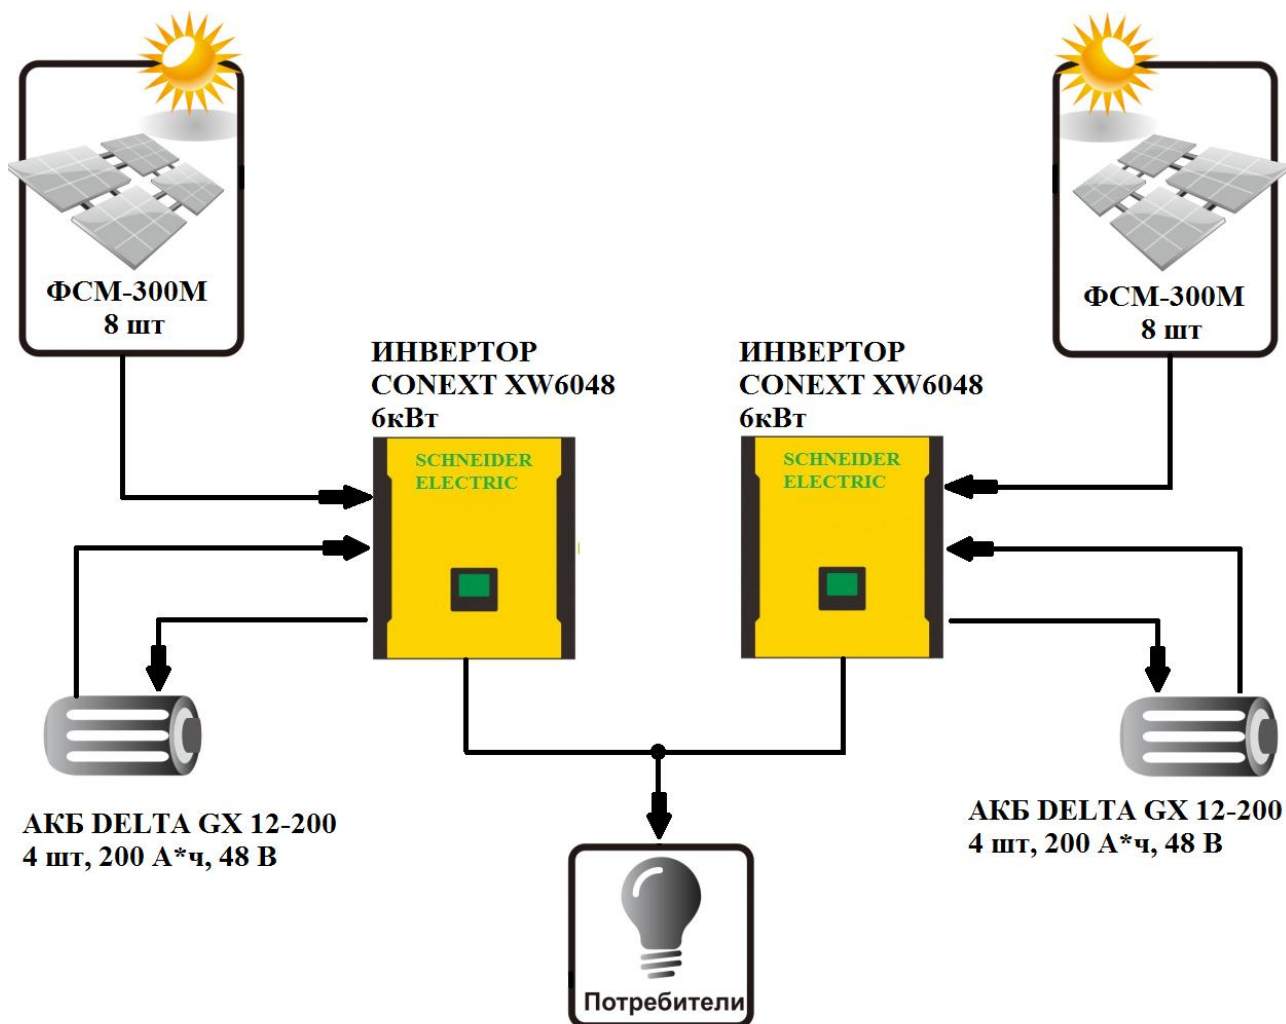 ФСМ-300М
8 шт
ФСМ-300М
8 шт
ИНВЕРТОР
CONEXT XW6048
6кВт
ИНВЕРТОР
CONEXT XW6048
6кВт
SCHNEIDER
ELECTRIC
SCHNEIDER
ELECTRIC
АКБ DELTA GX 12-200
4 шт, 200 А*ч, 48 В
АКБ DELTA GX 12-200
4 шт, 200 А*ч, 48 В
Потребители